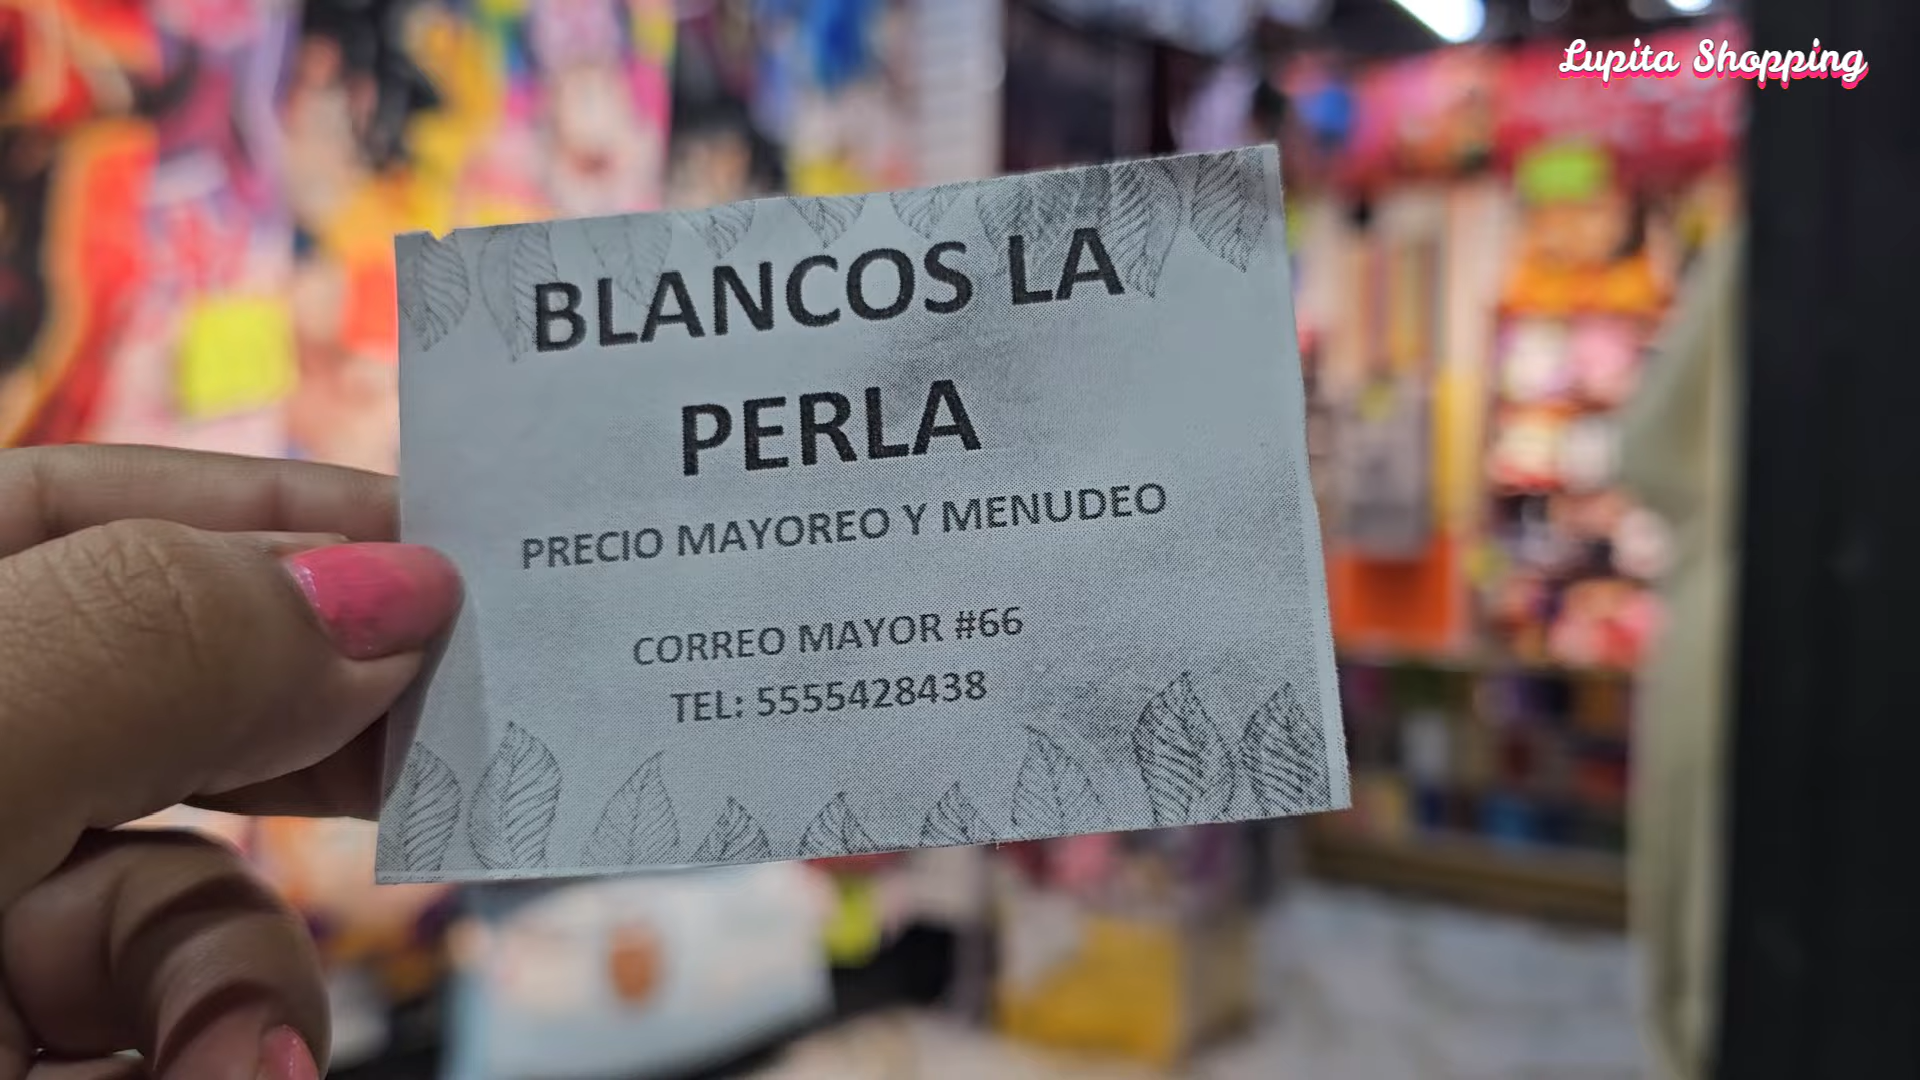 Lupita Shopping
BLANCOS LA
PERLA
PRECIO MAYOREO Y MENUDEO
CORREO MAYOR #66
TEL: 5555428438